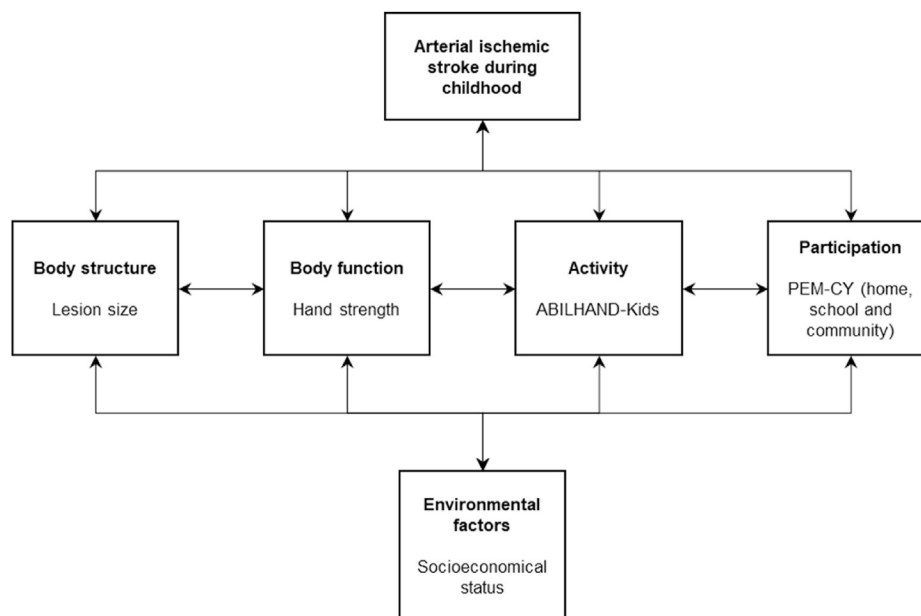 Arterial ischemic
stroke during
childhood
Body structure
Lesion size
Body function
Hand strength
Activity
ABILHAND-Kids
Participation
PEM-CY (home,
school and
community)
Environmental
factors
Socioeconomical
status